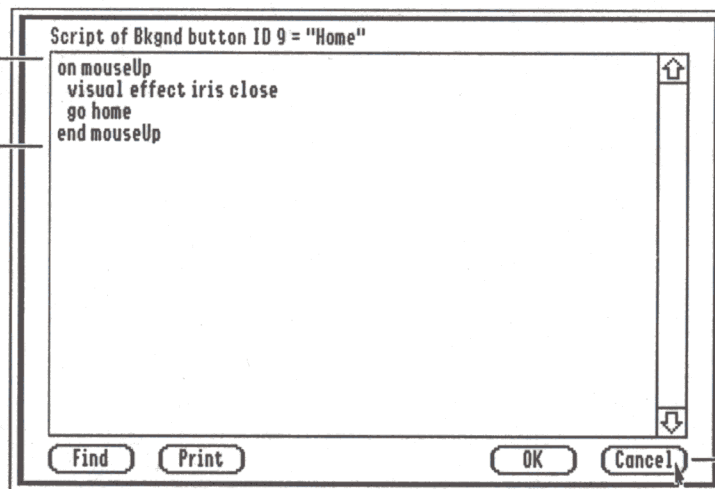 Script of Bkgnd button ID 9 = "Home"
on mouseUp
visual effect iris close
go home
end mouseUp
Find Print OK Cancel